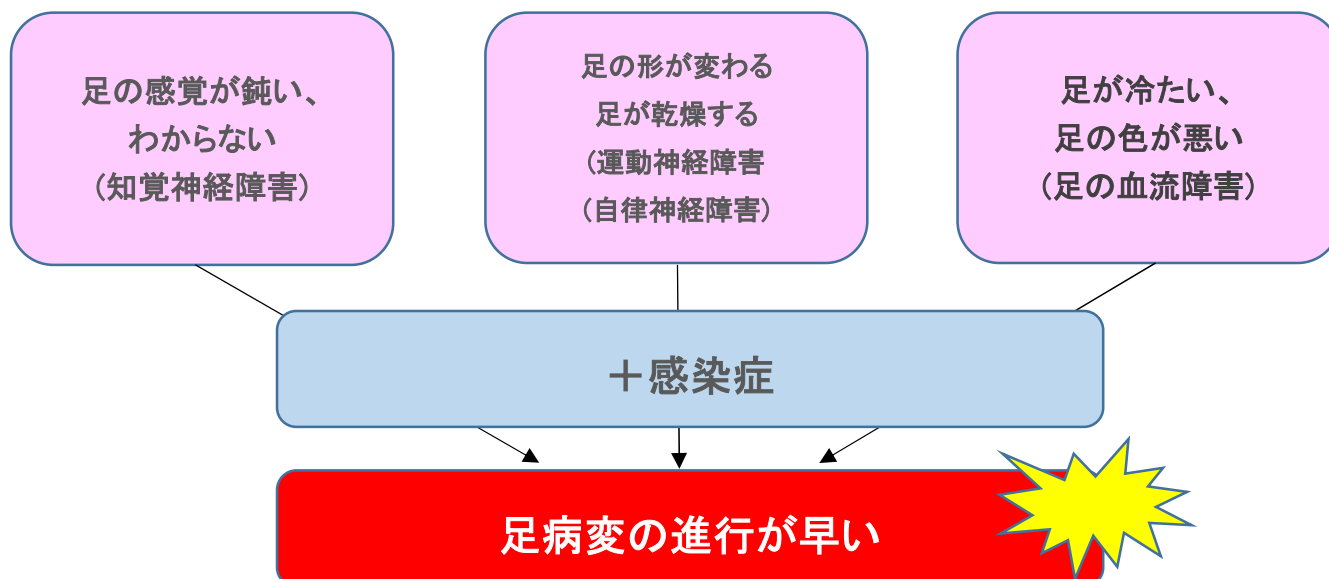 足の感覚が鈍い、
わからない
（知覚神経障害）
足の形が変わる
足が乾燥する
（運動神経障害
（自律神経障害）
足が冷たい、
足の色が悪い
（足の血流障害）
＋感染症
足病変の進行が早い